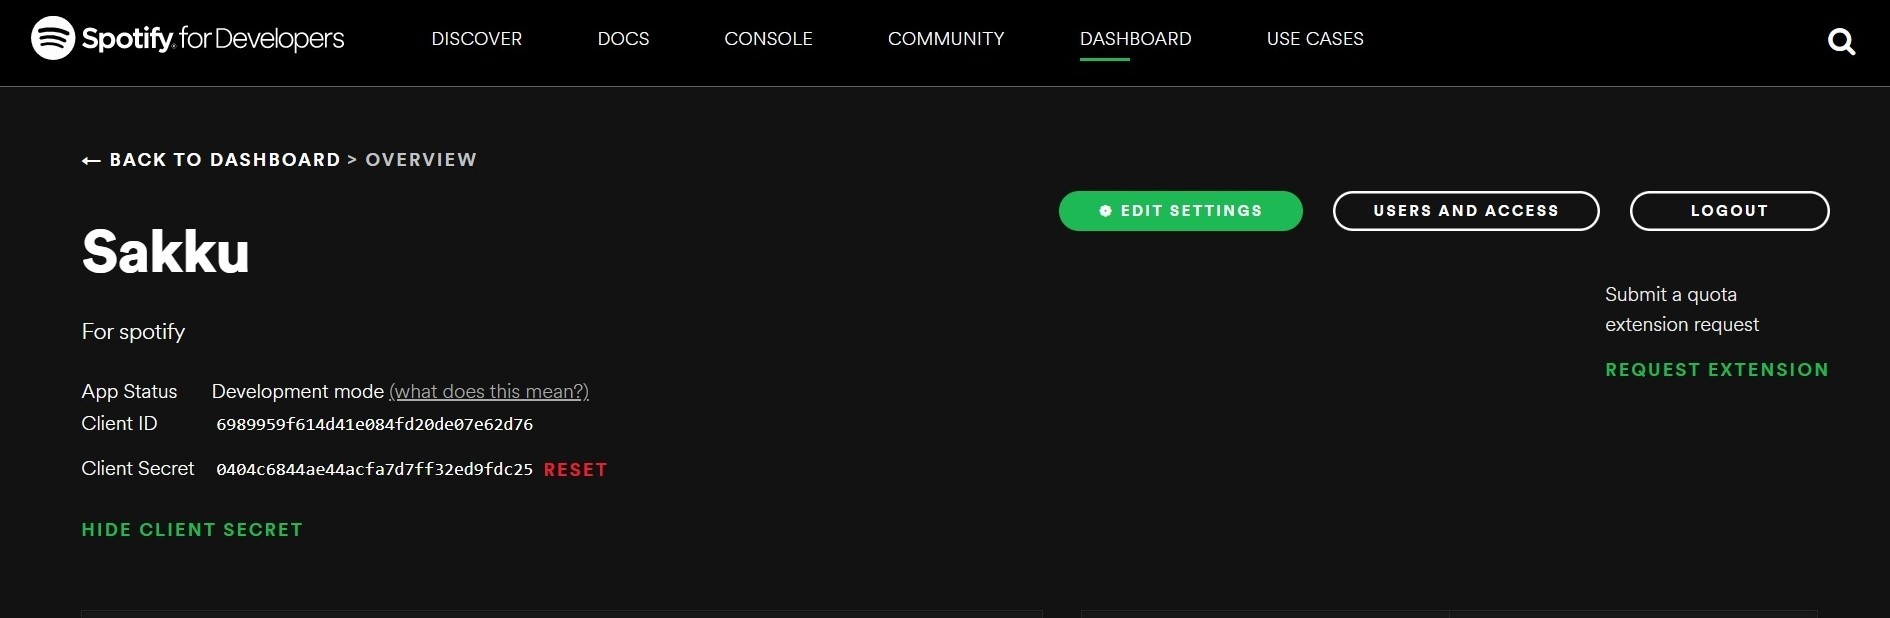 Spotify for Developers
DISCOVER
DOCS
CONSOLE
COMMUNITY
DASHBOARD
USE CASES
← BACK TO DASHBOARD > OVERVIEW
EDIT SETTINGS
USERS AND ACCESS
LOGOUT
Sakku
Submit a quota
extension request
For spotify
REQUEST EXTENSION
App Status Development mode (what does this mean?)
Client ID 6989959f614d41e084fd20de07e62d76
Client Secret 0404c6844ae44acfa7d7ff32ed9fdc25 RESET
HIDE CLIENT SECRET